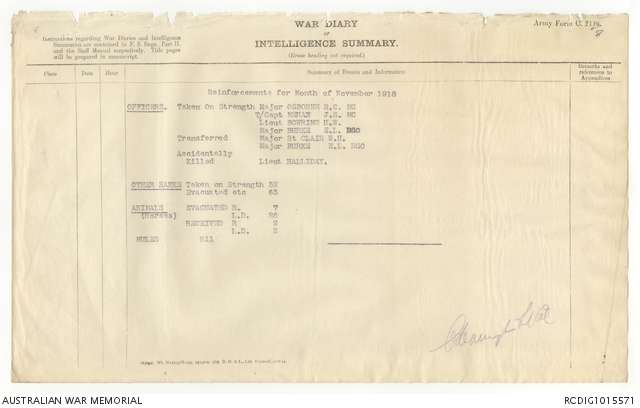 WAR DIARY
or
INTELLIGENCE SUMMARY.
(Erase heading not required.)
Army Form C. 2118.
Instructions regarding War Diaries and Intelligence
Summaries are contained in F. S. Regs., Part II.
and the Staff Manual respectively. Title pages
will be prepared in manuscript.
Place Date Hour Summary of Events and Information Remarks and
references to
Appendices
Reinforcements for Month of November 1918
OFFICERS. Taken On Strength Major OSBORNE R.C. MC
T/Capt J.H. MC
Lieut BOWRING H.W.
Major BURKE E.L. DSO
Transferred Major St CLAIR W.H.
Major BURKE E.L. DSO
Accidentally
Killed Lieut HALLIDAY.
OTHER RANKS Taken on Strength 52
Evacuated etc 63
ANIMALS EVACUATED R. 7
(Horses) L.D. 26
RECEIVED R 2
L.D. 2
MULES Nil
AUSTRALIAN WAR MEMORIAL
RCDIG1015571